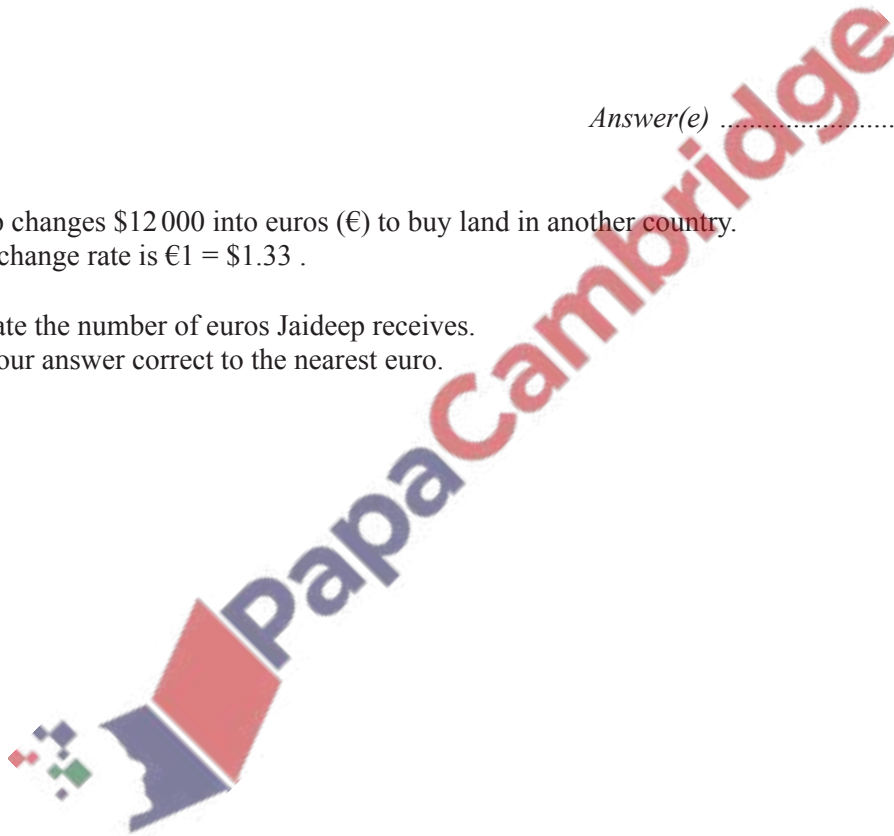 Answer(e) ........................
changes $12 000 into euros (€) to buy land in another country.
change rate is €1 = $1.33 .
ate the number of euros Jaideep receives.
our answer correct to the nearest euro.
PapaCambridge